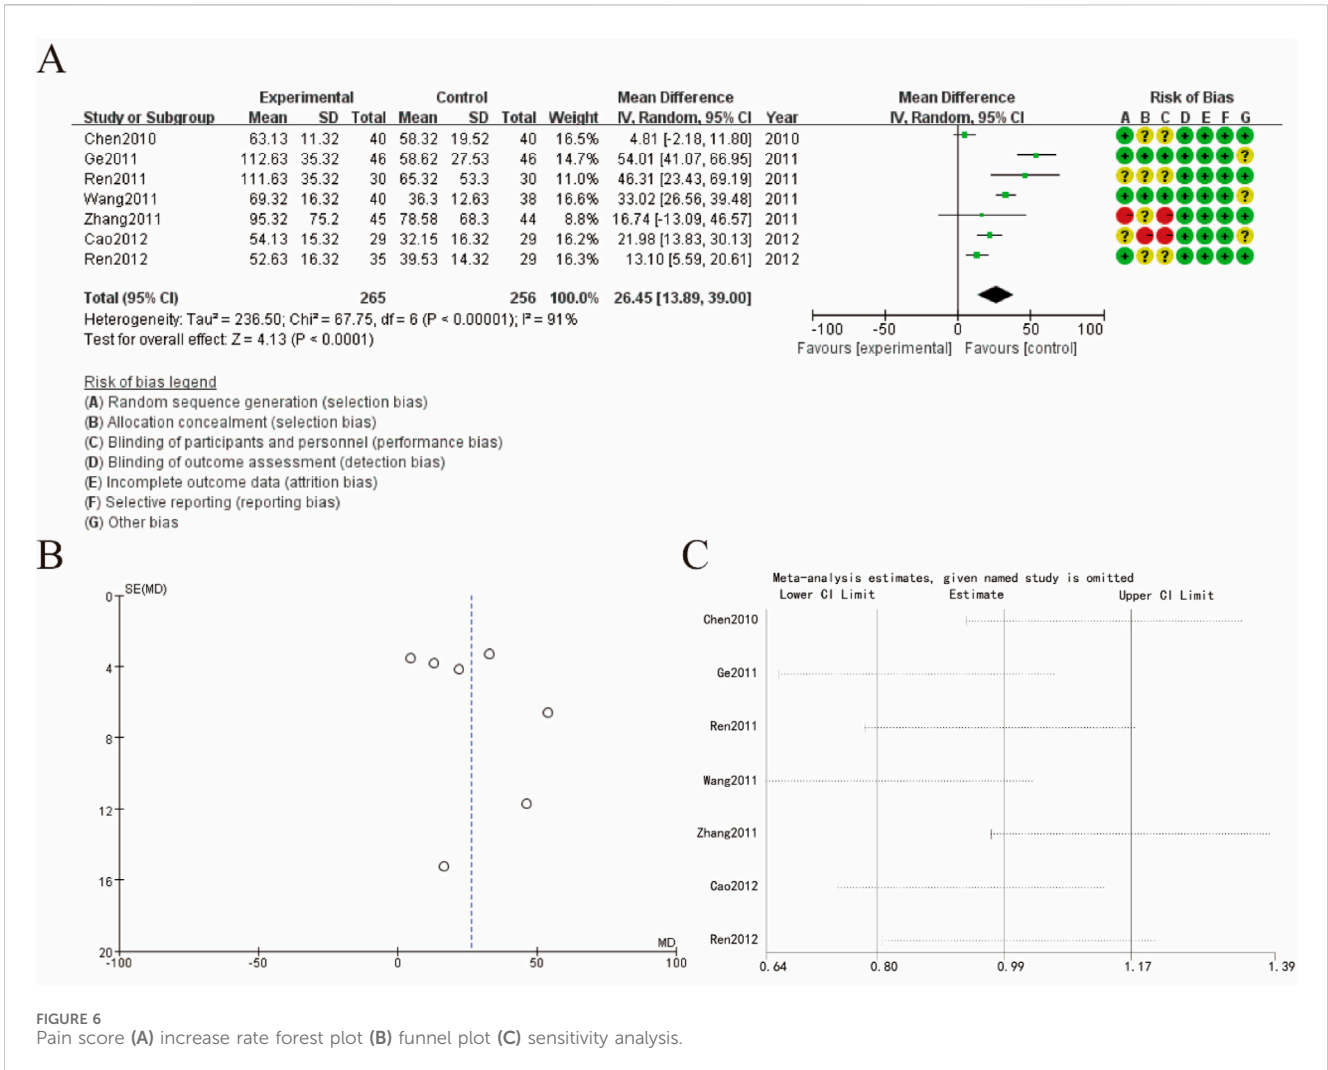 A
Experimental Control Mean Difference Mean Difference Risk of Bias
Study or Subgroup Mean SD Total Mean SD Total Weight IV, Random, 95% CI Year IV, Random, 95% CI A B C D E F G
Chen2010 63.13 11.32 40 58.32 19.52 40 16.5% 4.81 [-2.18, 11.80] 2010 + ? ? + + + +
Ge2011 112.63 35.32 46 58.62 27.53 46 14.7% 54.01 [41.07, 66.95] 2011 + + + + + + ?
Ren2011 111.63 35.32 30 65.32 53.3 30 11.0% 46.31 [23.43, 69.19] 2011 ? ? ? + + + +
Wang2011 69.32 16.32 40 36.3 12.63 38 16.6% 33.02 [26.56, 39.48] 2011 + + + + + + ?
Zhang2011 95.32 75.2 45 78.58 68.3 44 8.8% 16.74 [-13.09, 46.57] 2011 - ? - + + + +
Cao2012 54.13 15.32 29 32.15 16.32 29 16.2% 21.98 [13.83, 30.13] 2012 ? - - + + + ?
Ren2012 52.63 16.32 35 39.53 14.32 29 16.3% 13.10 [5.59, 20.61] 2012 + ? ? + + + +
Total (95% CI) 265 256 100.0% 26.45 [13.89, 39.00]
Heterogeneity: Tau² = 236.50; Chi² = 67.75, df = 6 (P < 0.00001); I² = 91%
Test for overall effect: Z = 4.13 (P < 0.0001)
-100 -50 0 50 100
Favours [experimental] Favours [control]
Risk of bias legend
(A) Random sequence generation (selection bias)
(B) Allocation concealment (selection bias)
(C) Blinding of participants and personnel (performance bias)
(D) Blinding of outcome assessment (detection bias)
(E) Incomplete outcome data (attrition bias)
(F) Selective reporting (reporting bias)
(G) Other bias
B
SE(MD)
0
4
8
12
16
20
-100 -50 0 50 100
MD
C
Meta-analysis estimates, given named study is omitted
Lower CI Limit Estimate Upper CI Limit
Chen2010
Ge2011
Ren2011
Wang2011
Zhang2011
Cao2012
Ren2012
0.64 0.80 0.99 1.17 1.39
FIGURE 6
Pain score (A) increase rate forest plot (B) funnel plot (C) sensitivity analysis.